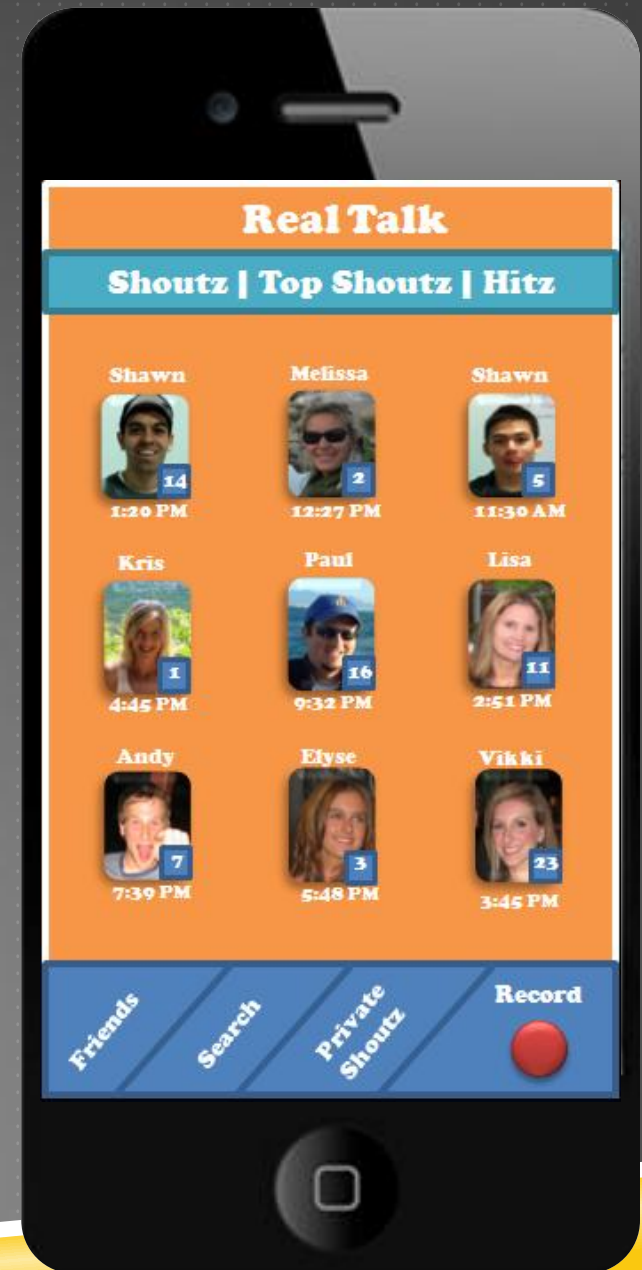 Real Talk
Shoutz | Top Shoutz | Hitz
Shawn Melissa Shawn
14 2 5
1:20 PM 12:27 PM 11:30 AM
Kris Paul Lisa
1 16 11
4:45 PM 9:32 PM 2:51 PM
Andy Elyse Vikki
7 3 23
7:39 PM 5:48 PM 3:45 PM
Friends Search Private Shoutz Record